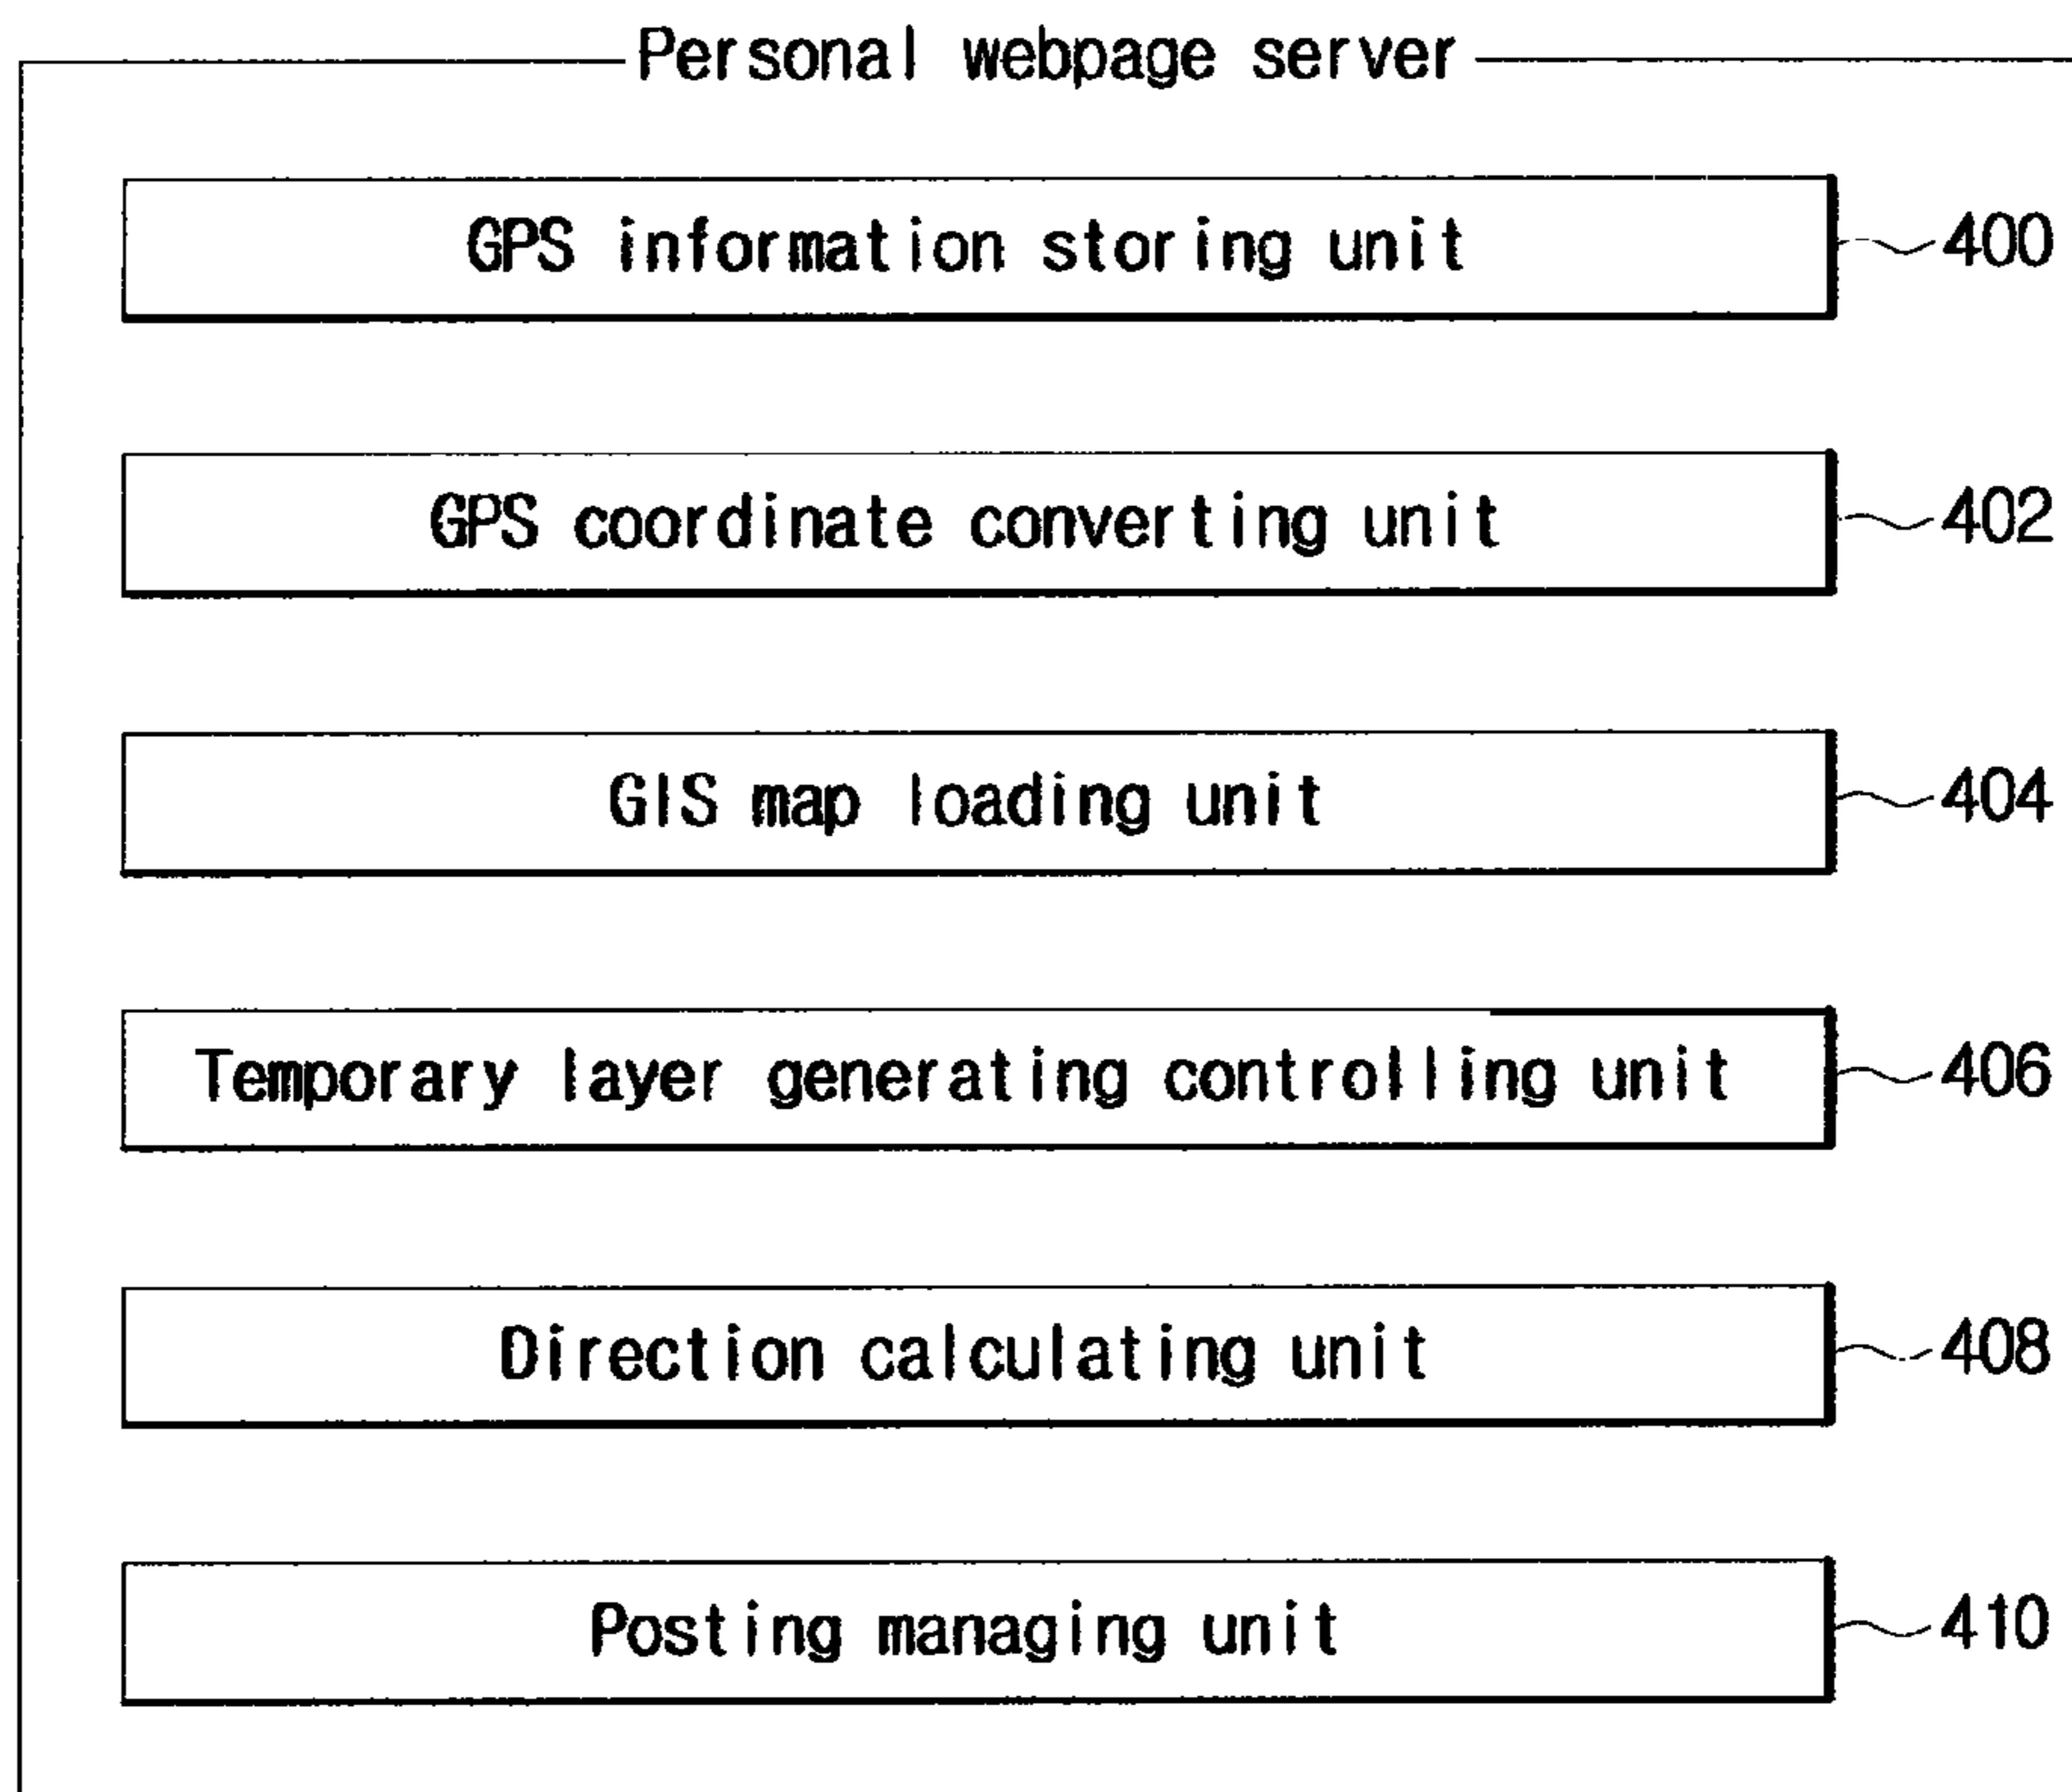 Personal webpage server
GPS information storing unit 400
GPS coordinate converting unit 402
GIS map loading unit 404
Temporary layer generating controlling unit 406
Direction calculating unit 408
Posting managing unit 410